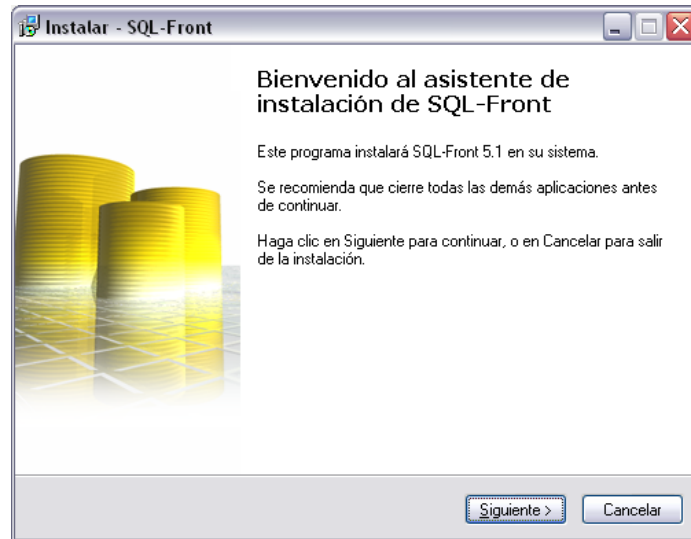 Instalar - SQL-Front
Bienvenido al asistente de
instalación de SQL-Front
Este programa instalará SQL-Front 5.1 en su sistema.
Se recomienda que cierre todas las demás aplicaciones antes
de continuar.
Haga clic en Siguiente para continuar, o en Cancelar para salir
de la instalación.
Siguiente >
Cancelar